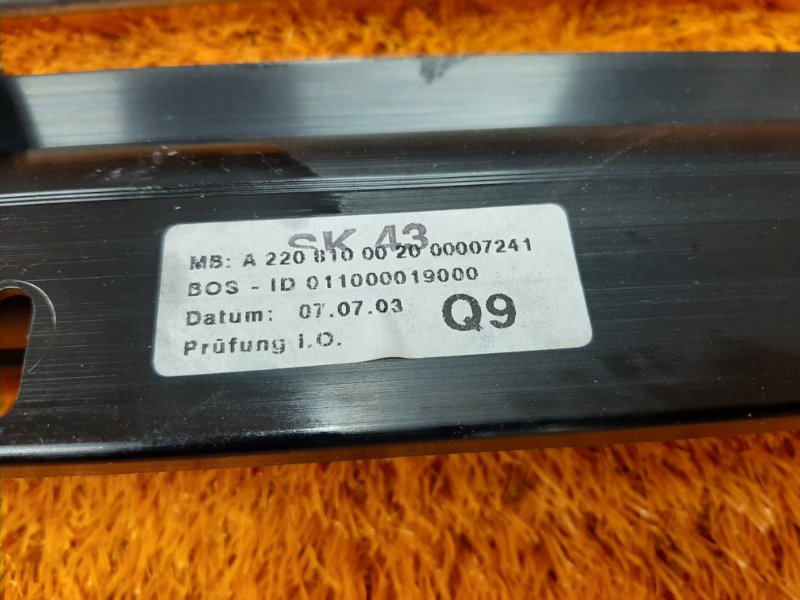 SK 43
MB: A 220 810 00 20 00007241
BOS - ID 011000019000
Datum: 07.07.03 Q9
Prüfung i.O.